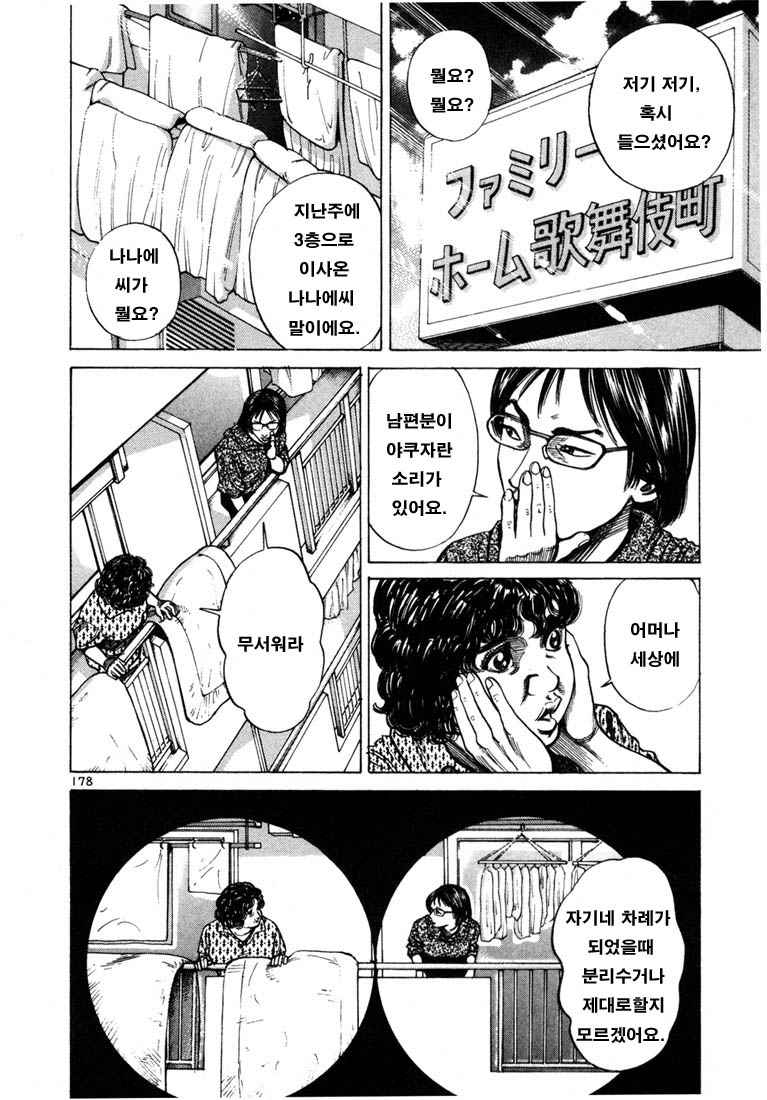 저기 저기,
혹시
들으셨어요?
뭘요?
뭘요?
ファミリー
ホーム歌舞伎町
지난주에
3층으로
이사온
나나에씨
말이에요.
나나에
씨가
뭘요?
남편분이
야쿠자란
소리가
있어요.
어머나
세상에
무서워라
178
자기네 차례가
되었을때
분리수거나
제대로할지
모르겠어요.